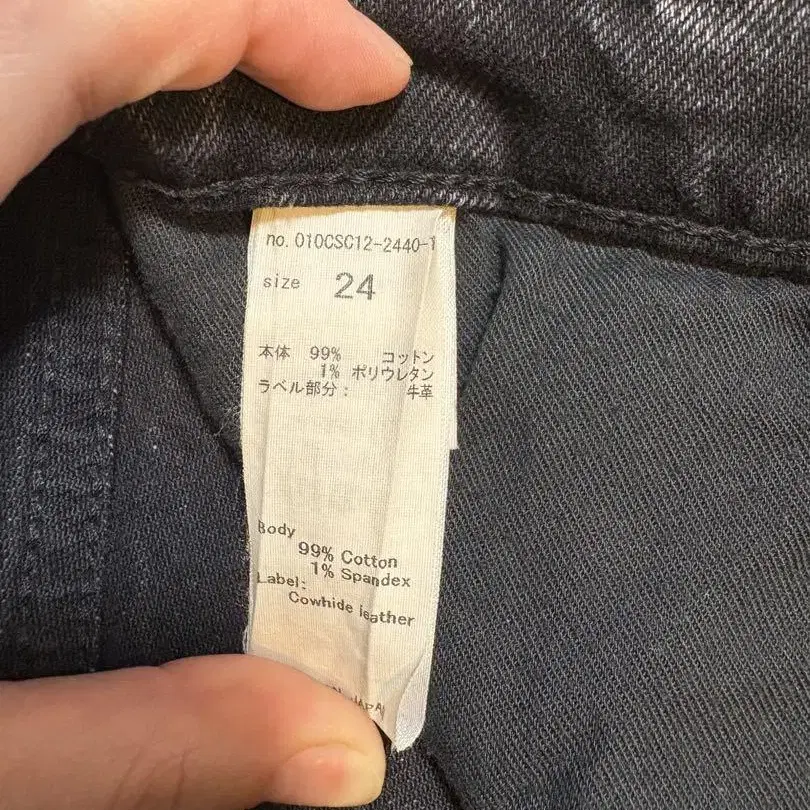 no. 010CSC12-2440-1
size 24
本体 99% コットン
1% ポリウレタン
ラベル部分： 牛革
Body
99% Cotton
1% Spandex
Label:
Cowhide leather
JAPA